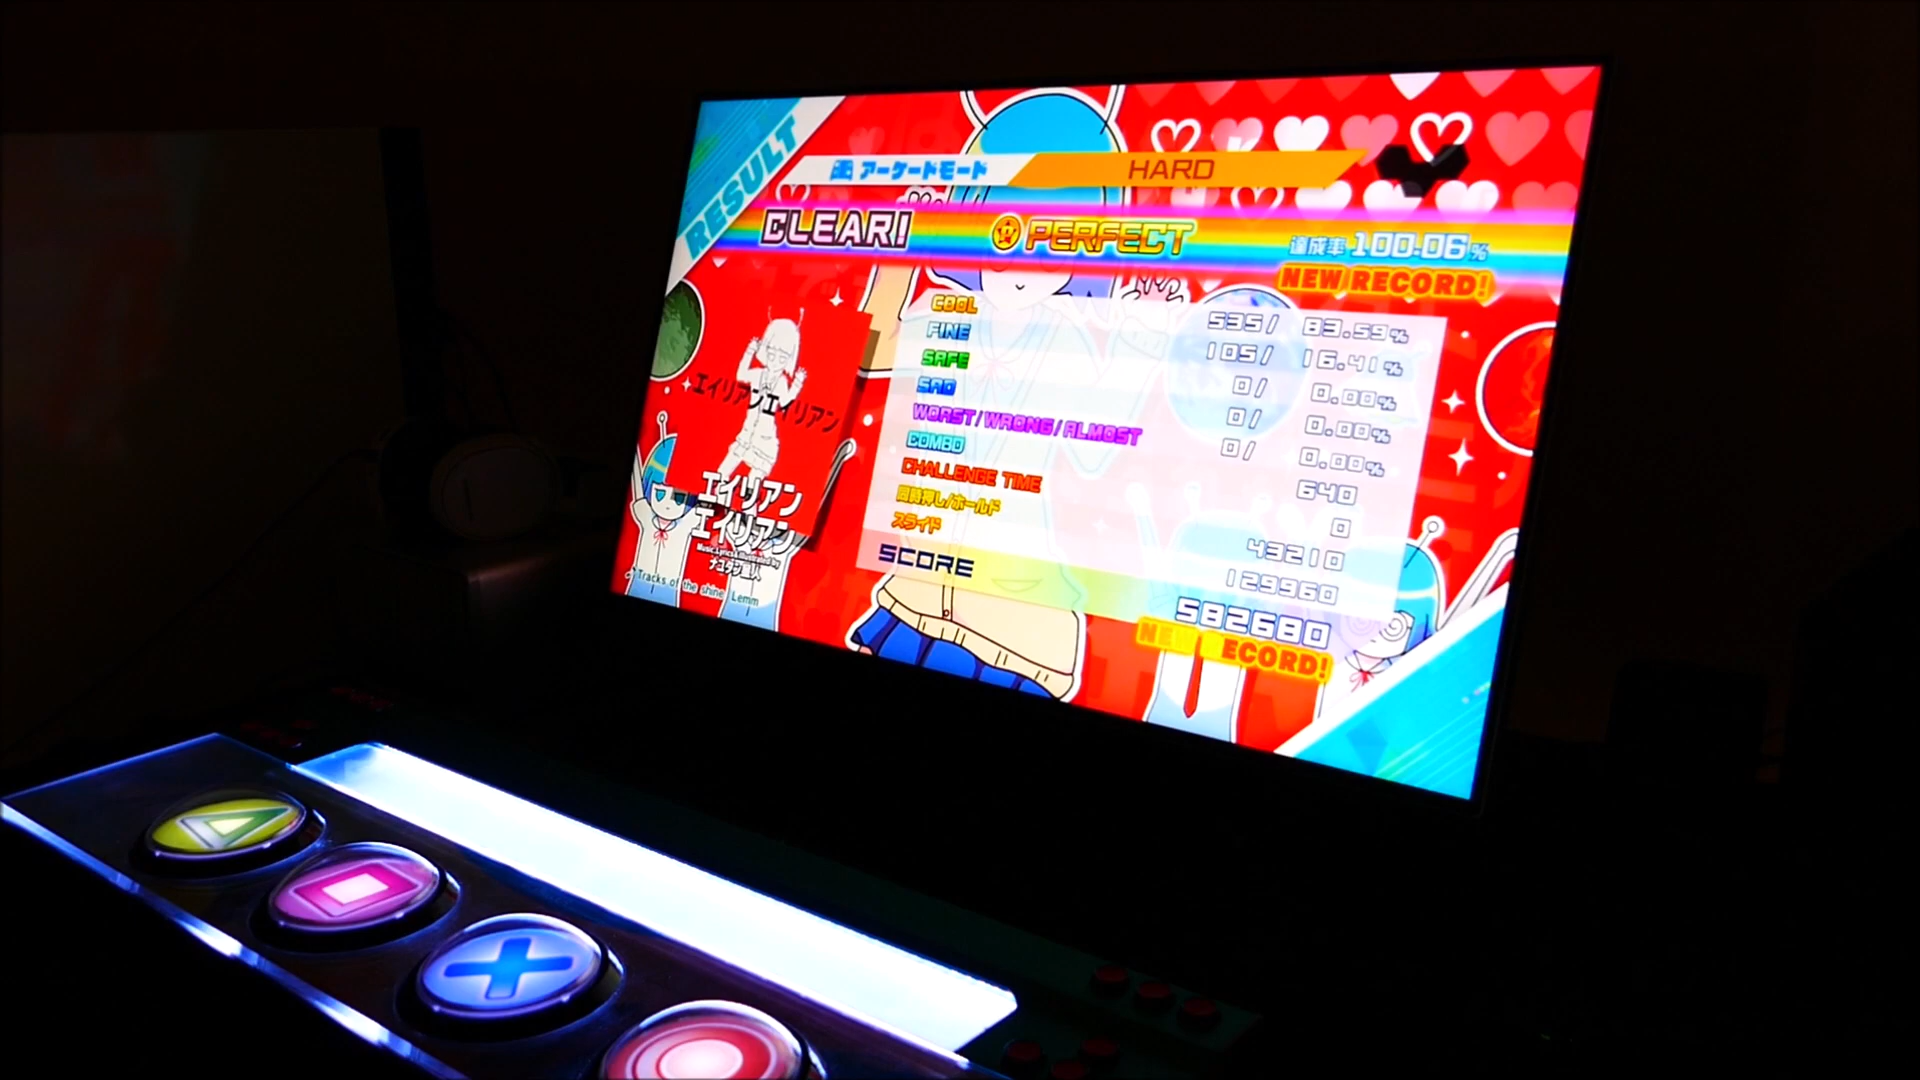 RESULT
アーケードモード
HARD
CLEAR!
PERFECT
達成率 100.06%
NEW RECORD!
COOL 535/ 83.59%
FINE 105/ 16.41%
SAFE 0/ 0.00%
SAD 0/ 0.00%
WORST/WRONG/ALMOST 0/ 0.00%
COMBO 640
CHALLENGE TIME 0
同時押し/ホールド 43210
スライド 129960
SCORE 582680
NEW RECORD!
エイリアンエイリアン
エイリアン
エイリアン
Music, Lyrics
ナユタン星人
Tracks of the shine Lemm